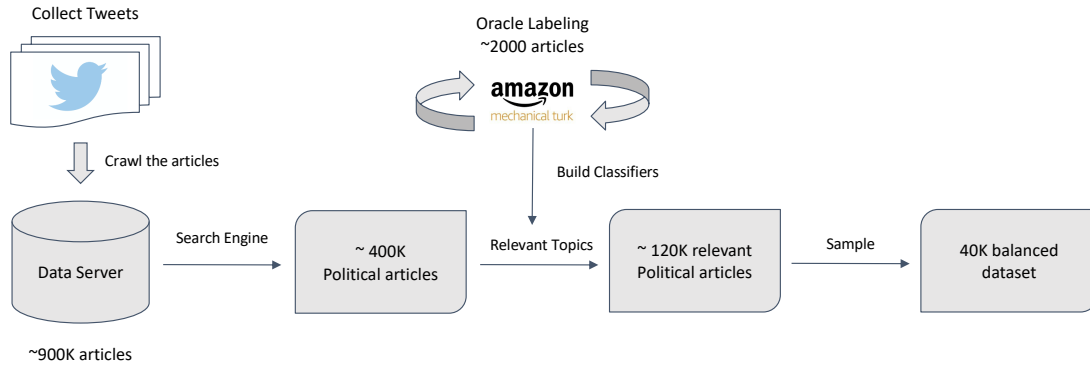 Collect Tweets
Crawl the articles
Data Server
~900K articles
Search Engine
~ 400K
Political articles
Oracle Labeling
~2000 articles
amazon
mechanical turk
Build Classifiers
Relevant Topics
~ 120K relevant
Political articles
Sample
40K balanced
dataset